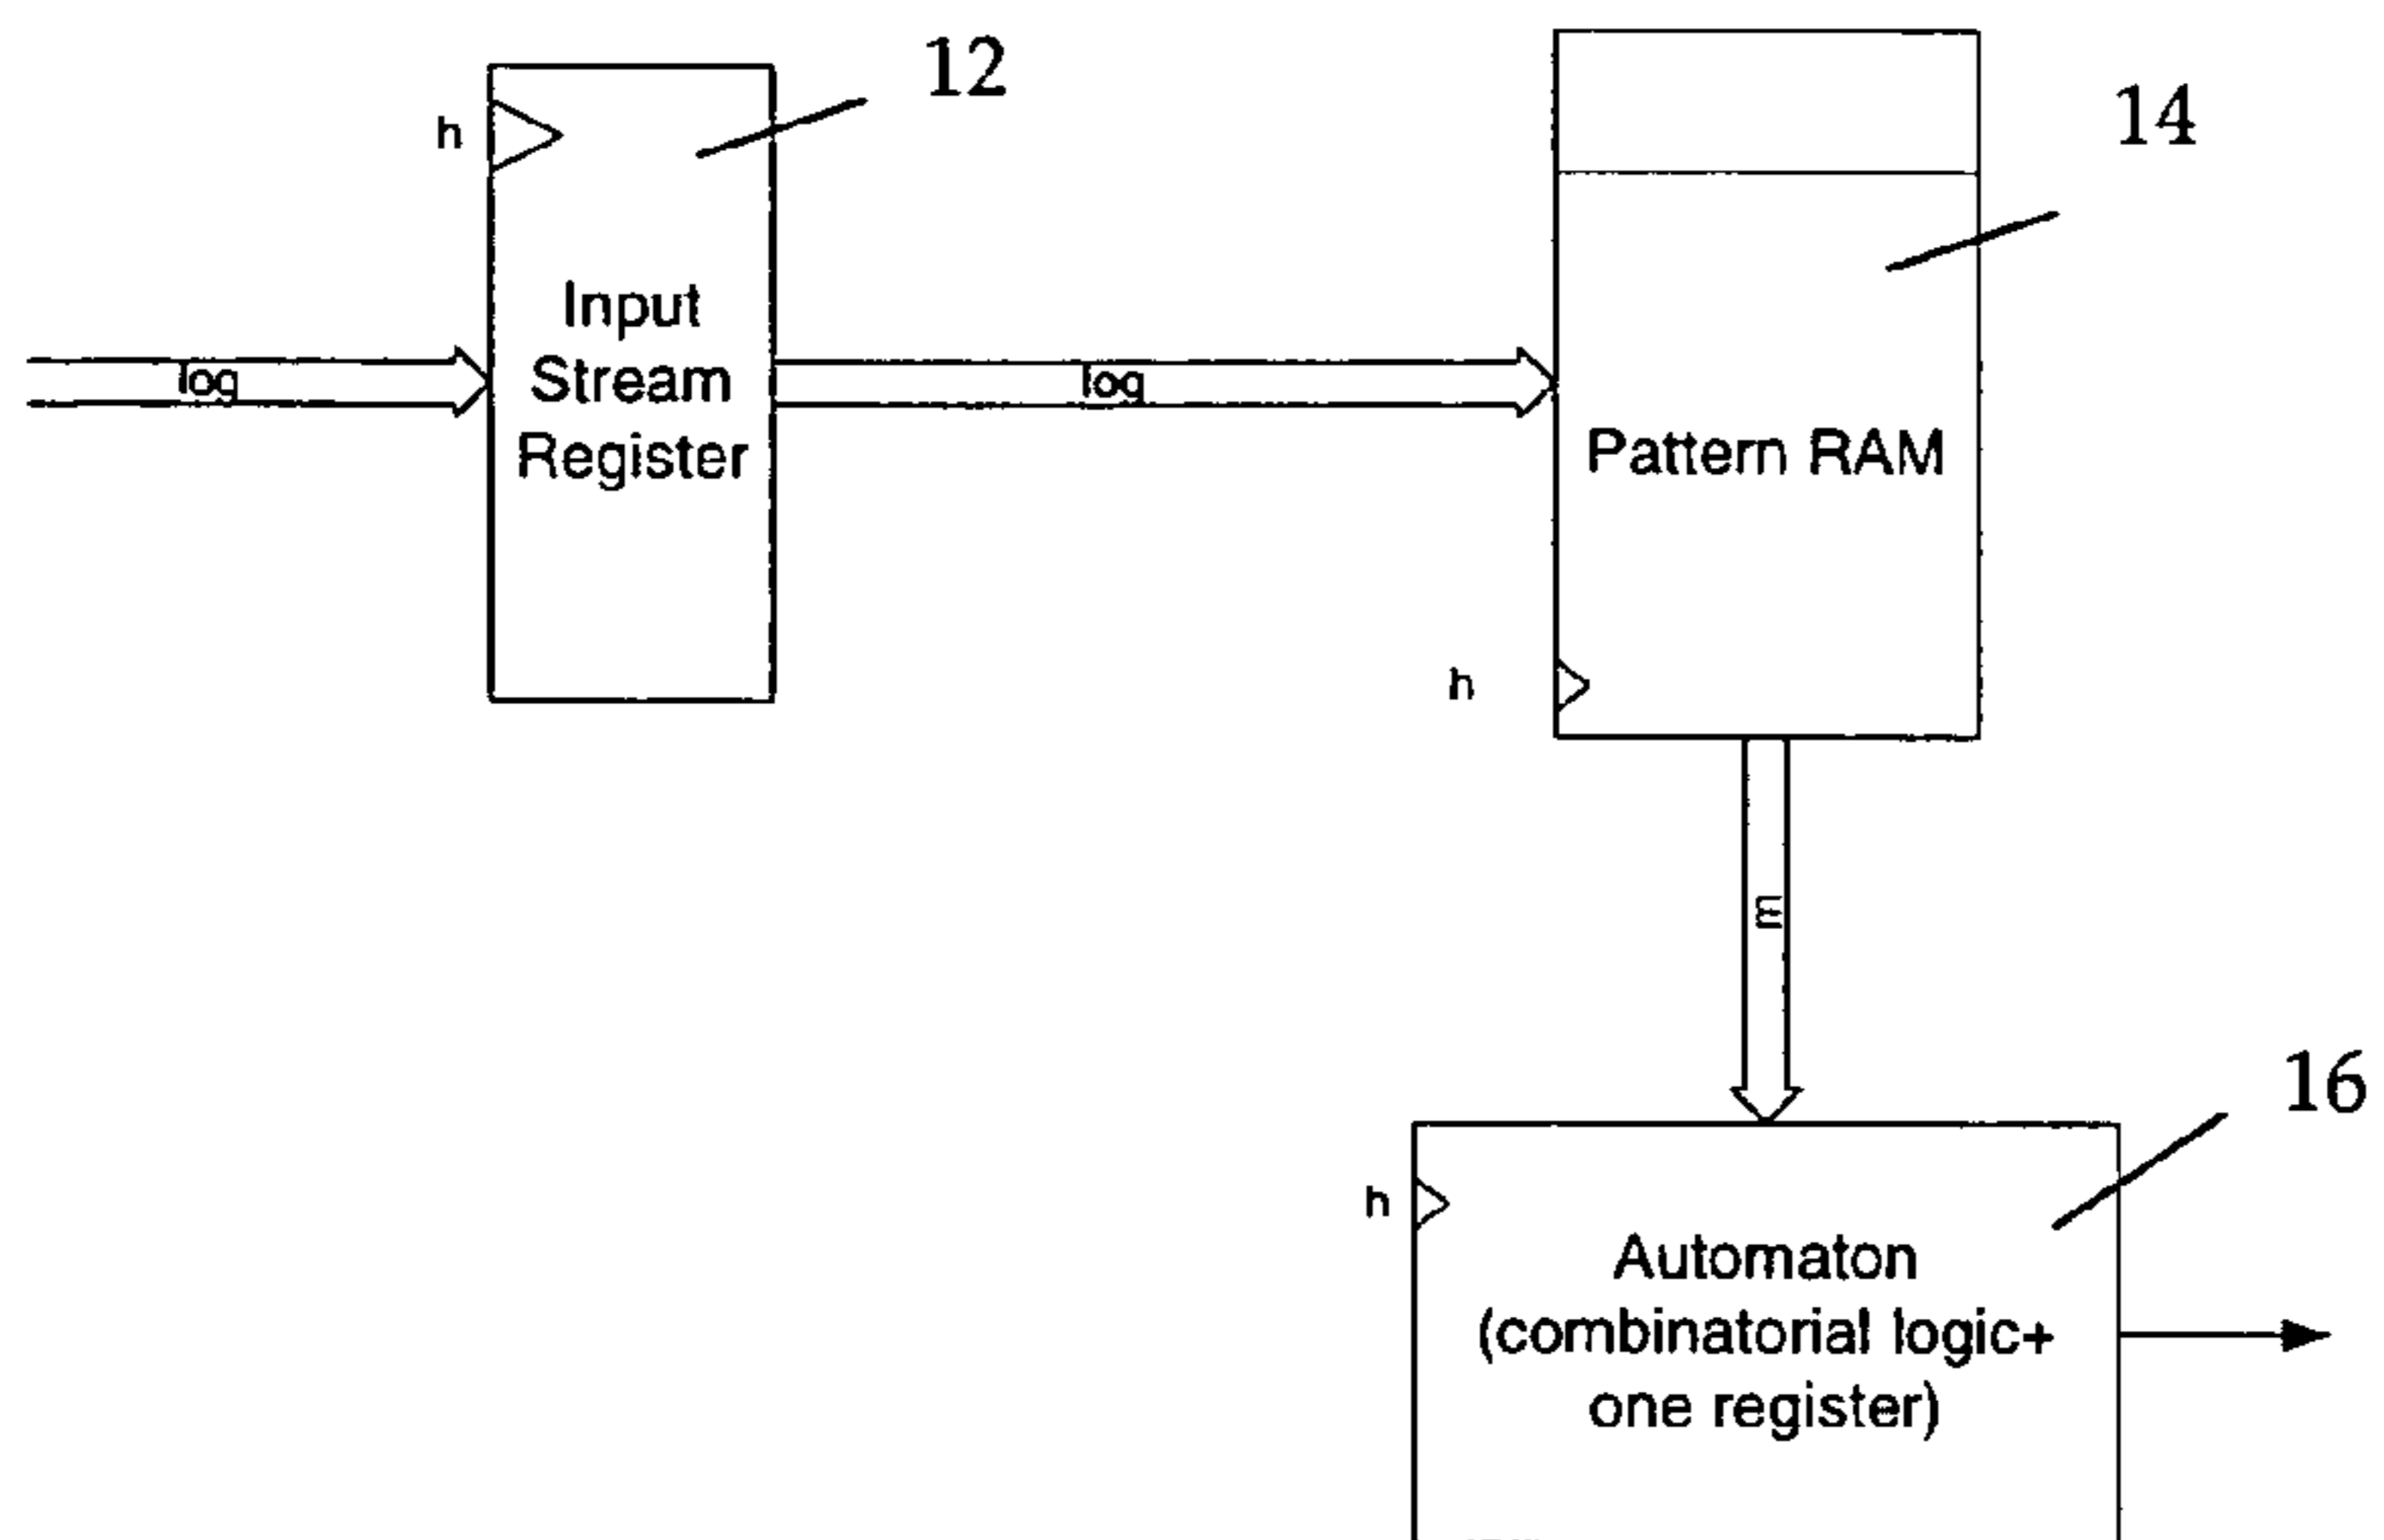 12
14
h
Input
Stream
Register
log
log
Pattern RAM
h
m
16
h
Automaton
(combinatorial logic+
one register)